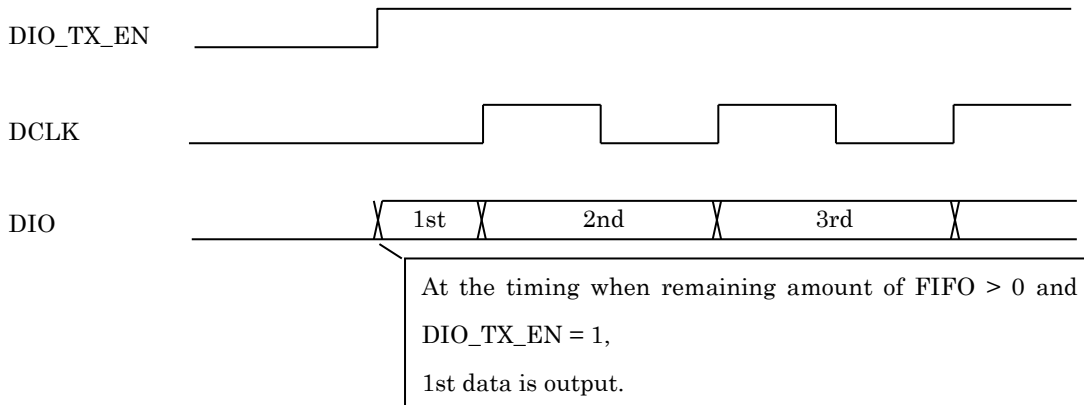 DIO_TX_EN
DCLK
DIO
1st 2nd 3rd
At the timing when remaining amount of FIFO > 0 and
DIO_TX_EN = 1,
1st data is output.